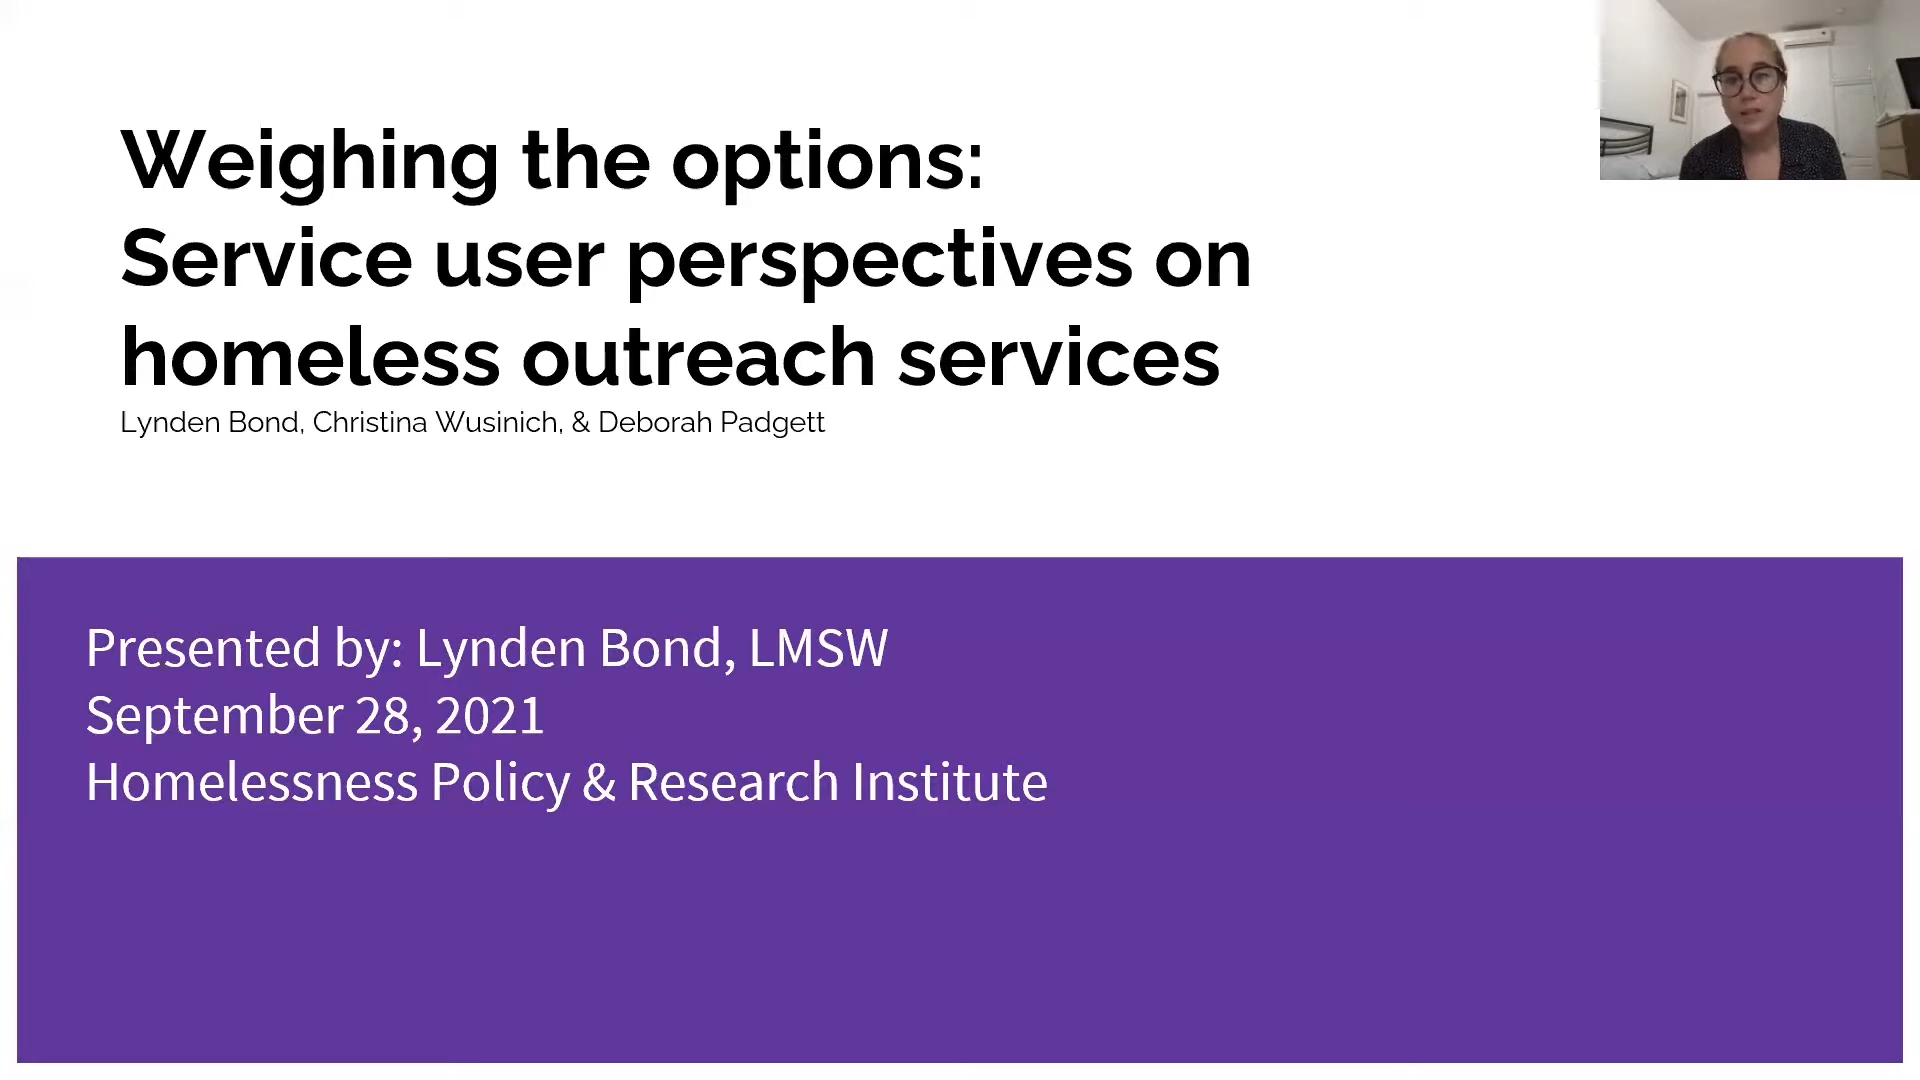 Weighing the options:
Service user perspectives on
homeless outreach services
Lynden Bond, Christina Wusinich, & Deborah Padgett
Presented by: Lynden Bond, LMSW
September 28, 2021
Homelessness Policy & Research Institute